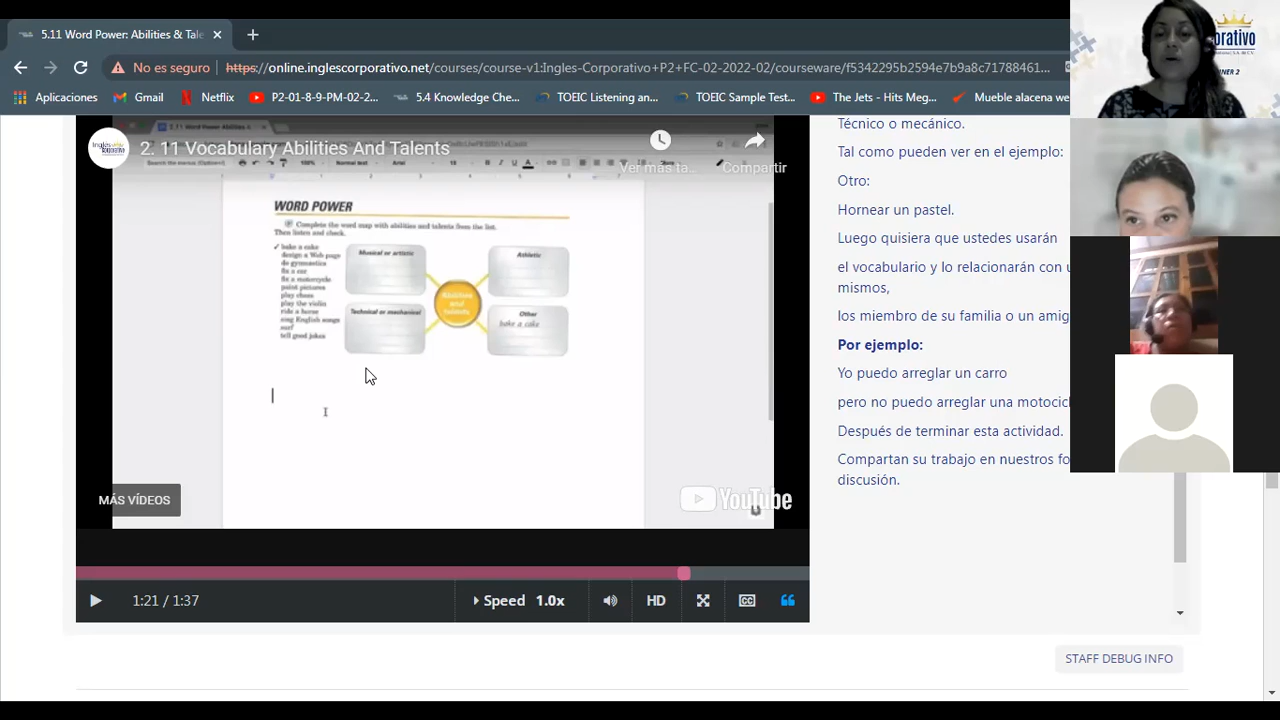 5.11 Word Power: Abilities & Tale
No es seguro
https://online.inglescorporativo.net/courses/course-v1:Ingles-Corporativo+P2+FC-02-2022-02/courseware/f5342295b2594e7b9a8c71788461...
Aplicaciones
Gmail
Netflix
P2-01-8-9-PM-02-2...
5.4 Knowledge Che...
TOEIC Listening an...
TOEIC Sample Test...
The Jets - Iits Meg...
Mueble alacena we
orativo
NER 2
2. 11 Vocabulary Abilities And Talents
Ver más ta...
Compartir
WORD POWER
Complete the word map with abilities and talents from the list.
Then listen and check.
✓ bake a cake
design a Web page
do gymnastics
fix a car
fix a motorcycle
paint pictures
play chess
play the violin
ride a horse
sing English songs
surf
tell good jokes
Musical or artistic
Athletic
Technical or mechanical
Other
bake a cake
Abilities
and
talents
MÁS VÍDEOS
YouTube
1:21 / 1:37
Speed 1.0x
HD
CC
Técnico o mecánico.
Tal como pueden ver en el ejemplo:
Otro:
Hornear un pastel.
Luego quisiera que ustedes usarán
el vocabulario y lo relacionarán con u
mismos,
los miembro de su familia o un amig
Por ejemplo:
Yo puedo arreglar un carro
pero no puedo arreglar una motocicl
Después de terminar esta actividad.
Compartan su trabajo en nuestros fo
discusión.
STAFF DEBUG INFO